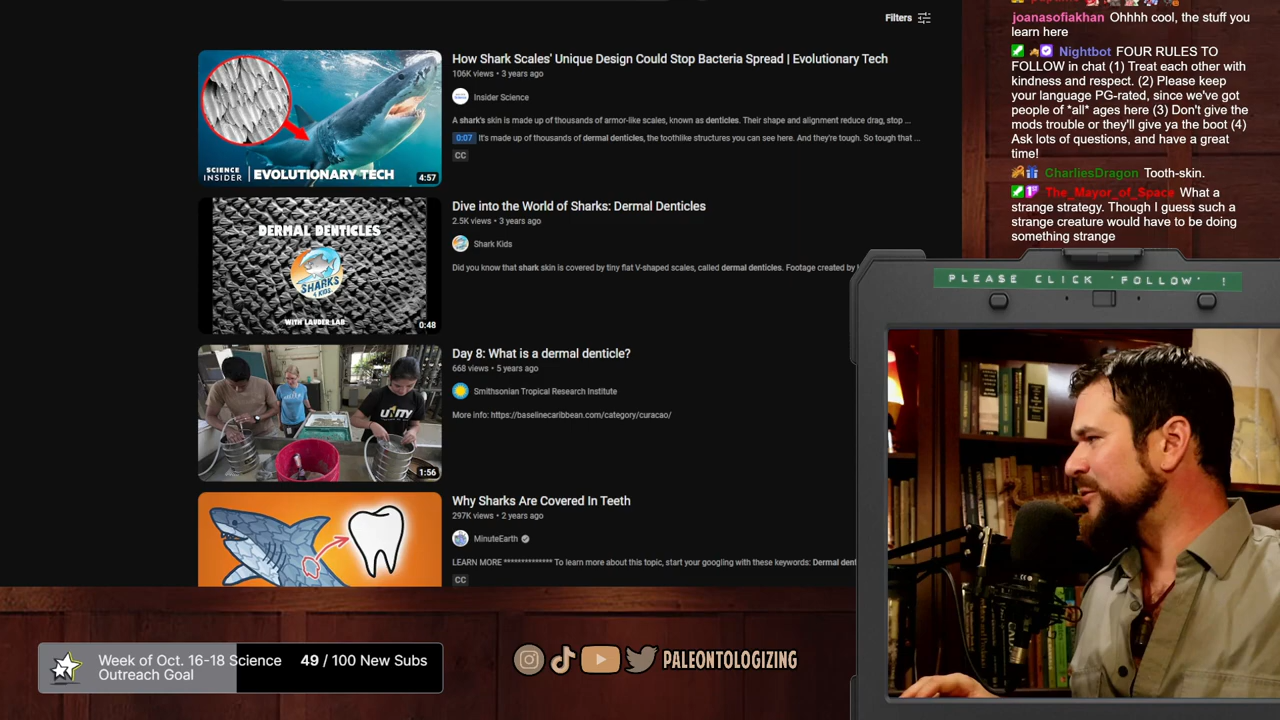 Filters
How Shark Scales' Unique Design Could Stop Bacteria Spread | Evolutionary Tech
106K views • 3 years ago
Insider Science
A shark's skin is made up of thousands of armor-like scales, known as denticles. Their shape and alignment reduce drag, stop ...
0:07 It's made up of thousands of dermal denticles, the toothlike structures you can see here. And they're tough. So tough that ...
CC
SCIENCE
INSIDER
EVOLUTIONARY TECH
4:57
Dive into the World of Sharks: Dermal Denticles
2.5K views • 3 years ago
Shark Kids
Did you know that shark skin is covered by tiny flat V-shaped scales, called dermal denticles. Footage created by
DERMAL DENTICLES
SHARKS
4 KIDS
WITH LAUDER LAB
0:48
Day 8: What is a dermal denticle?
668 views • 5 years ago
Smithsonian Tropical Research Institute
More info: https://baselinecaribbean.com/category/curacao/
UNITY
1:56
Why Sharks Are Covered In Teeth
297K views • 2 years ago
MinuteEarth
LEARN MORE ************** To learn more about this topic, start your googling with these keywords: Dermal dent
CC
joanasofiakhan Ohhhh cool, the stuff you
learn here
Nightbot FOUR RULES TO
FOLLOW in chat (1) Treat each other with
kindness and respect. (2) Please keep
your language PG-rated, since we've got
people of *all* ages here (3) Don't give the
mods trouble or they'll give ya the boot (4)
Ask lots of questions, and have a great
time!
CharliesDragon Tooth-skin.
The_Mayor_of_Space What a
strange strategy. Though I guess such a
strange creature would have to be doing
something strange
PLEASE CLICK 'FOLLOW' !
Week of Oct. 16-18 Science
Outreach Goal
49 / 100 New Subs
PALEONTOLOGIZING